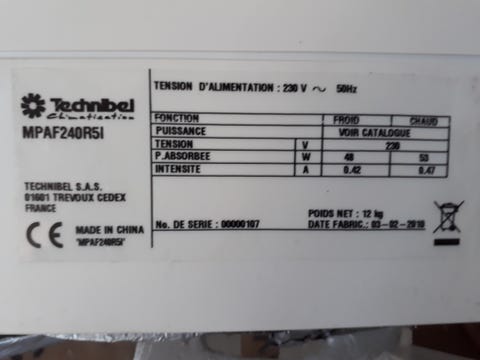 Technibel
Climatisation
MPAF240R5I
TECHNIBEL S.A.S.
01601 TREVOUX CEDEX
FRANCE
CE MADE IN CHINA
"MPAF240R5I"
TENSION D'ALIMENTATION : 230 V ~ 50Hz
FONCTION FROID CHAUD
PUISSANCE VOIR CATALOGUE
TENSION V 230
P.ABSORBEE W 48 53
INTENSITE A 0.42 0.47
POIDS NET : 12 kg
No. DE SERIE : 00000107 DATE FABRIC.: 03-02-2010